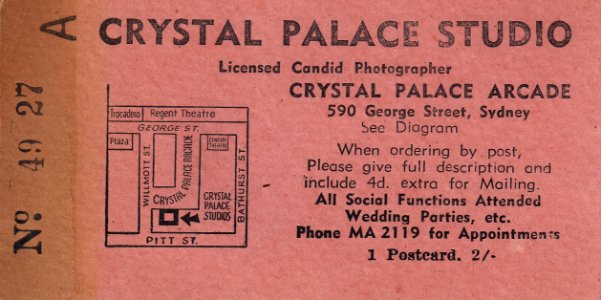 A
Nº 49 27
CRYSTAL PALACE STUDIO
Licensed Candid Photographer
CRYSTAL PALACE ARCADE
590 George Street, Sydney
See Diagram
When ordering by post,
Please give full description and
include 4d. extra for Mailing.
All Social Functions Attended
Wedding Parties, etc.
Phone MA 2119 for Appointments
1 Postcard. 2/-
Trocadero
Regent Theatre
GEORGE ST.
Plaza
WILLMOTT ST.
CRYSTAL PALACE ARCADE
CENTURY THEATRE
CRYSTAL
PALACE
STUDIOS
BATHURST ST.
PITT ST.